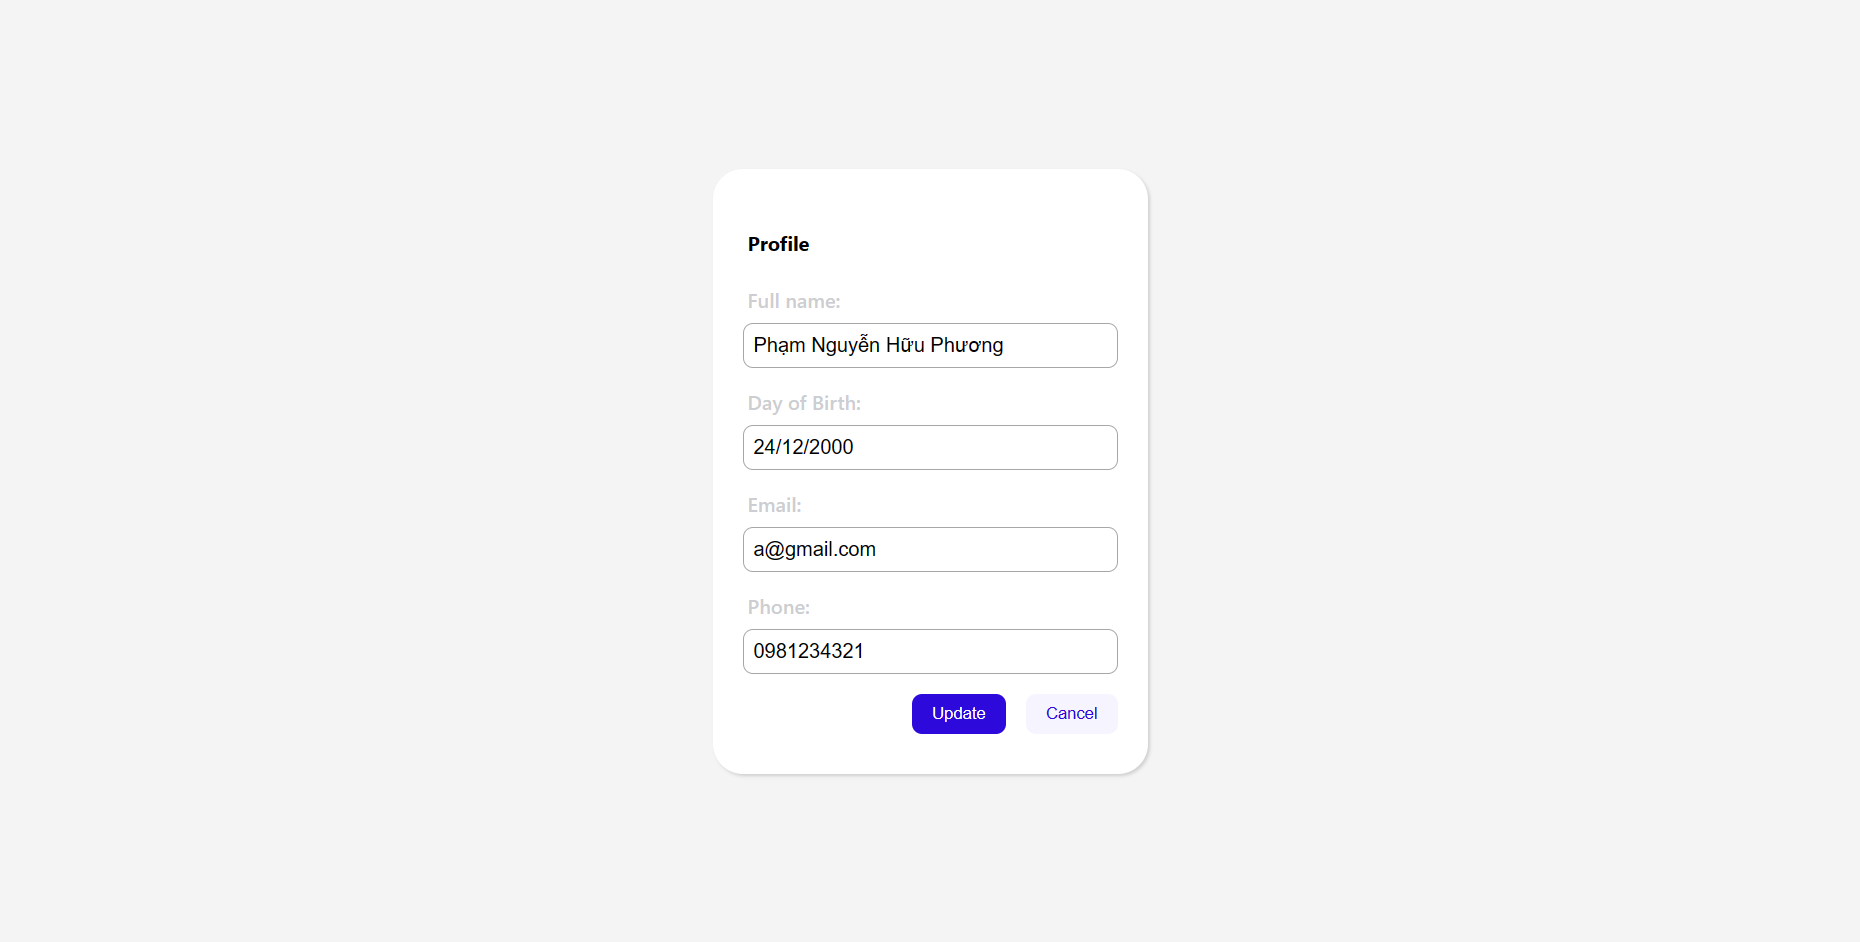 Profile
Full name:
Phạm Nguyễn Hữu Phương
Day of Birth:
24/12/2000
Email:
a@gmail.com
Phone:
0981234321
Update Cancel